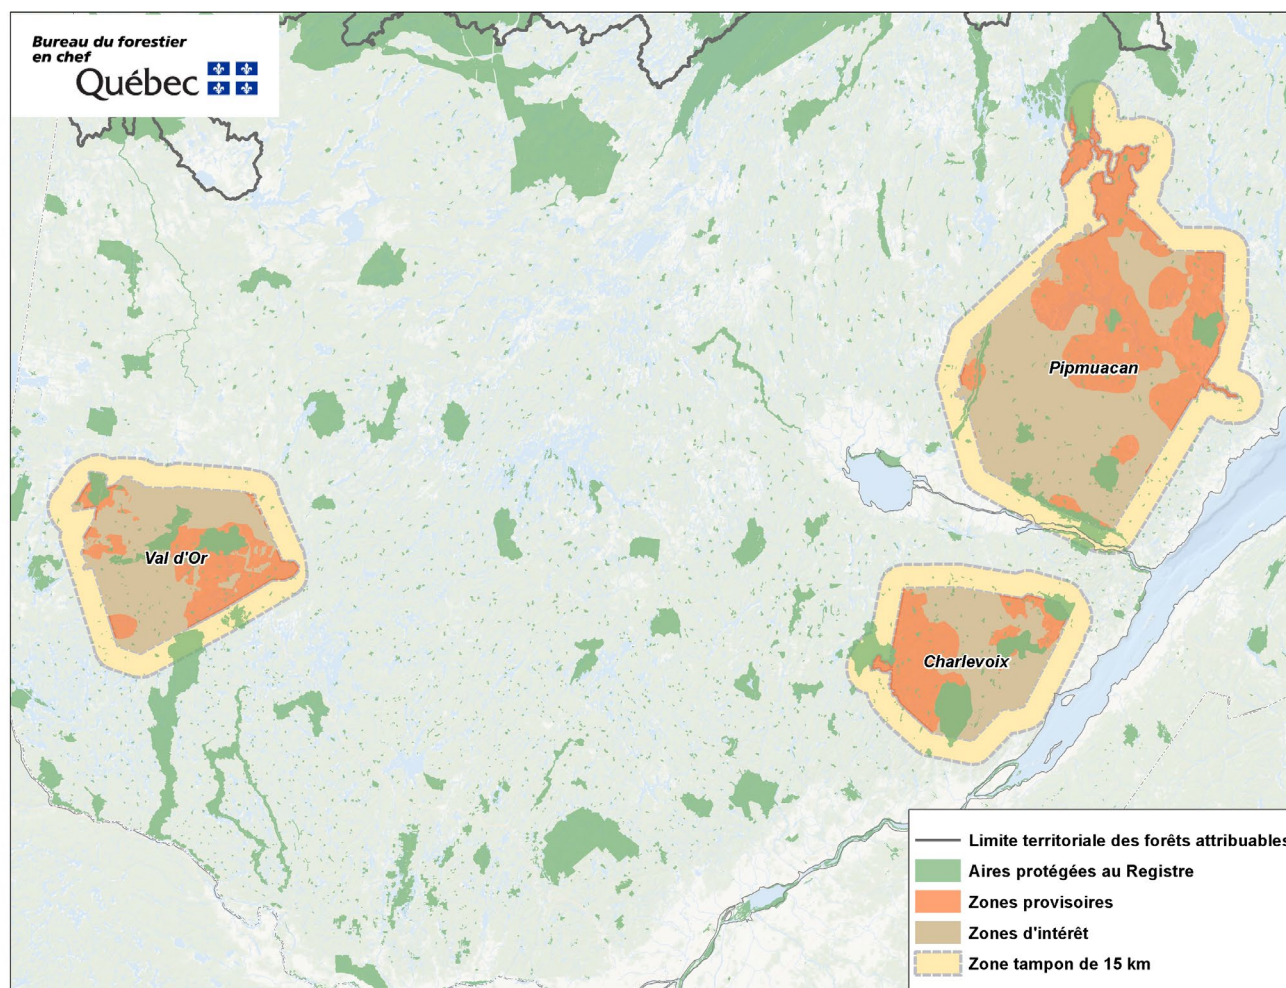 Bureau du forestier
en chef
Québec
Pipmuacan
Val d'Or
Charlevoix
Limite territoriale des forêts attribuables
Aires protégées au Registre
Zones provisoires
Zones d'intérêt
Zone tampon de 15 km